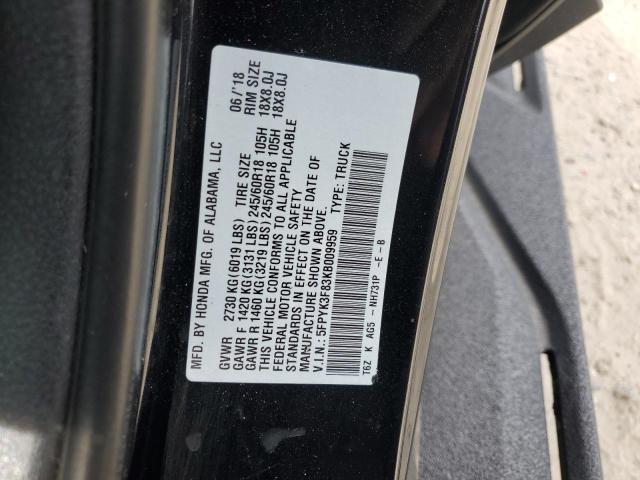 MFD. BY HONDA MFG. OF ALABAMA, LLC 06/'18
GVWR 2730 KG(6019 LBS) TIRE SIZE RIM SIZE
GAWR F 1420 KG(3131 LBS) 245/60R18 105H 18X8.0J
GAWR R 1460 KG(3219 LBS) 245/60R18 105H 18X8.0J
THIS VEHICLE CONFORMS TO ALL APPLICABLE
FEDERAL MOTOR VEHICLE SAFETY
STANDARDS IN EFFECT ON THE DATE OF
MANUFACTURE SHOWN ABOVE.
V.I.N.: 5FPYK3F83KB009959 TYPE: TRUCK
T6Z K AG5 - NH731P -E -B